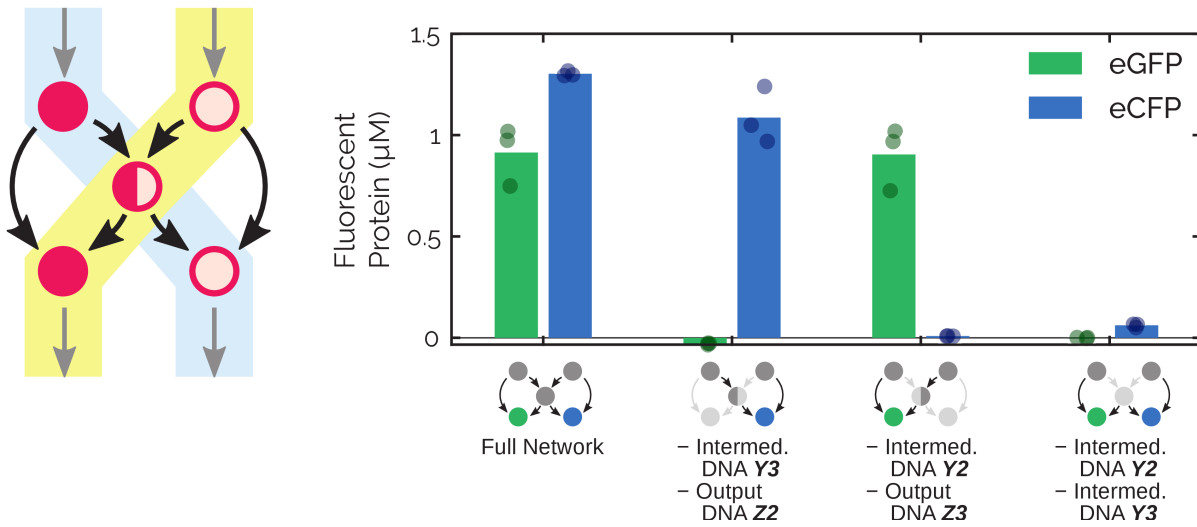 Fluorescent
Protein (µM)
1.5
1
0.5
0
eGFP
eCFP
Full Network
− Intermed.
DNA Y3
− Output
DNA Z2
− Intermed.
DNA Y2
− Output
DNA Z3
− Intermed.
DNA Y2
− Intermed.
DNA Y3